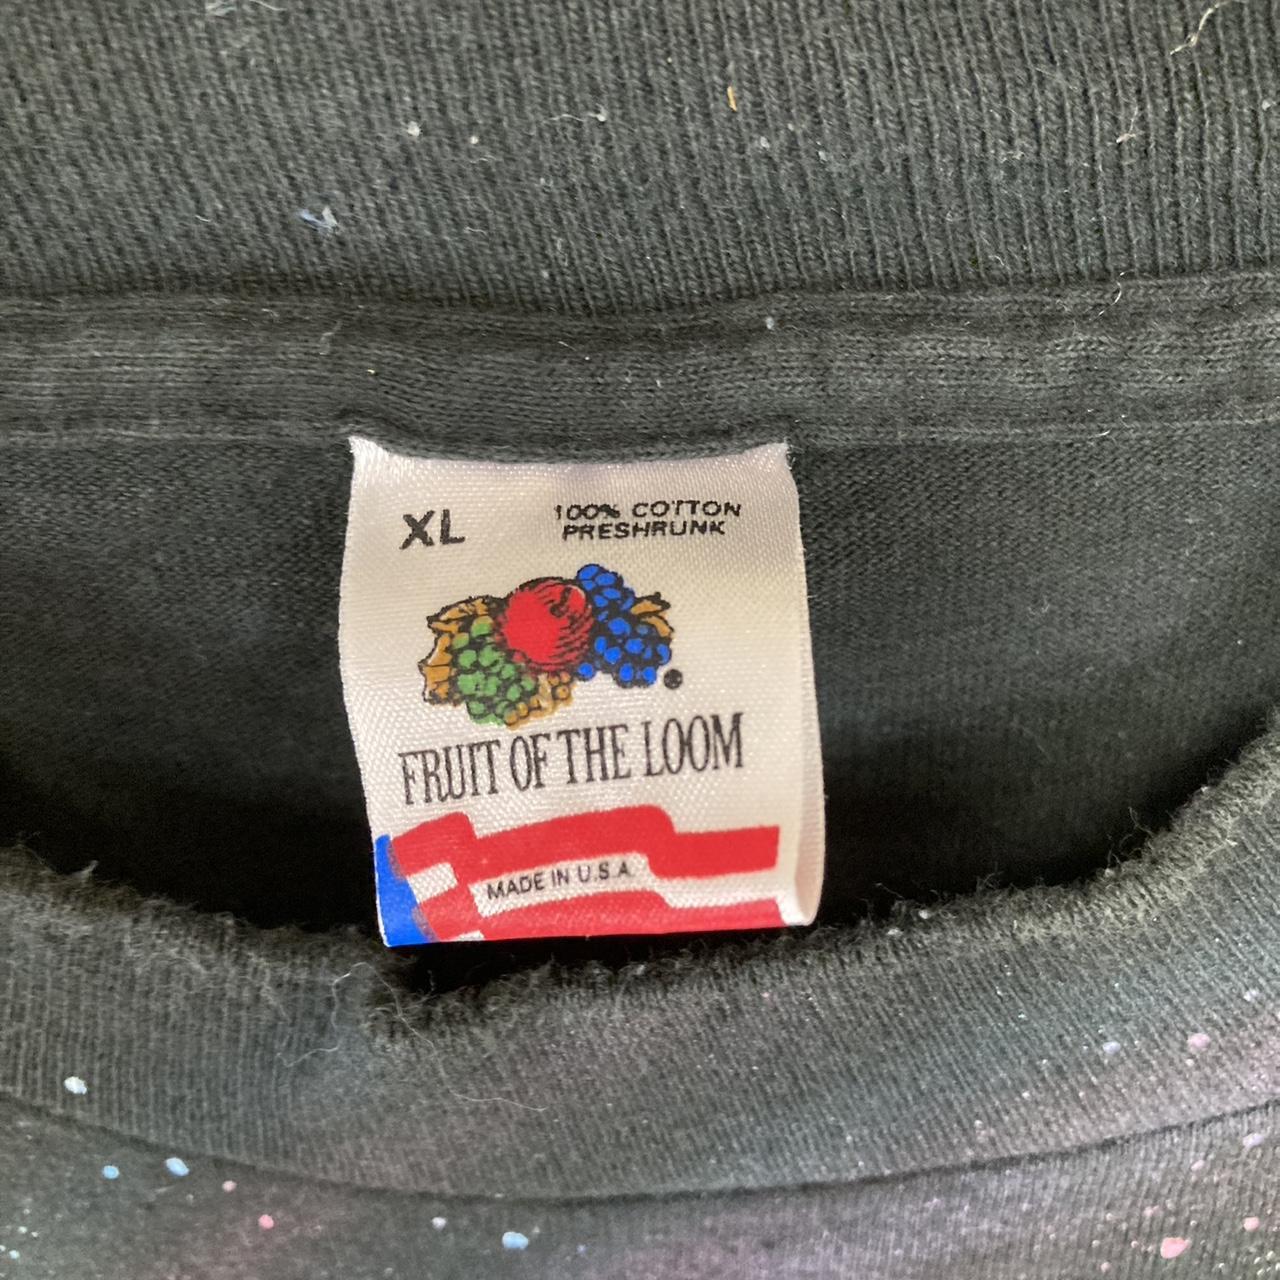 XL
100% COTTON
PRESHRUNK
FRUIT OF THE LOOM
MADE IN U.S.A.